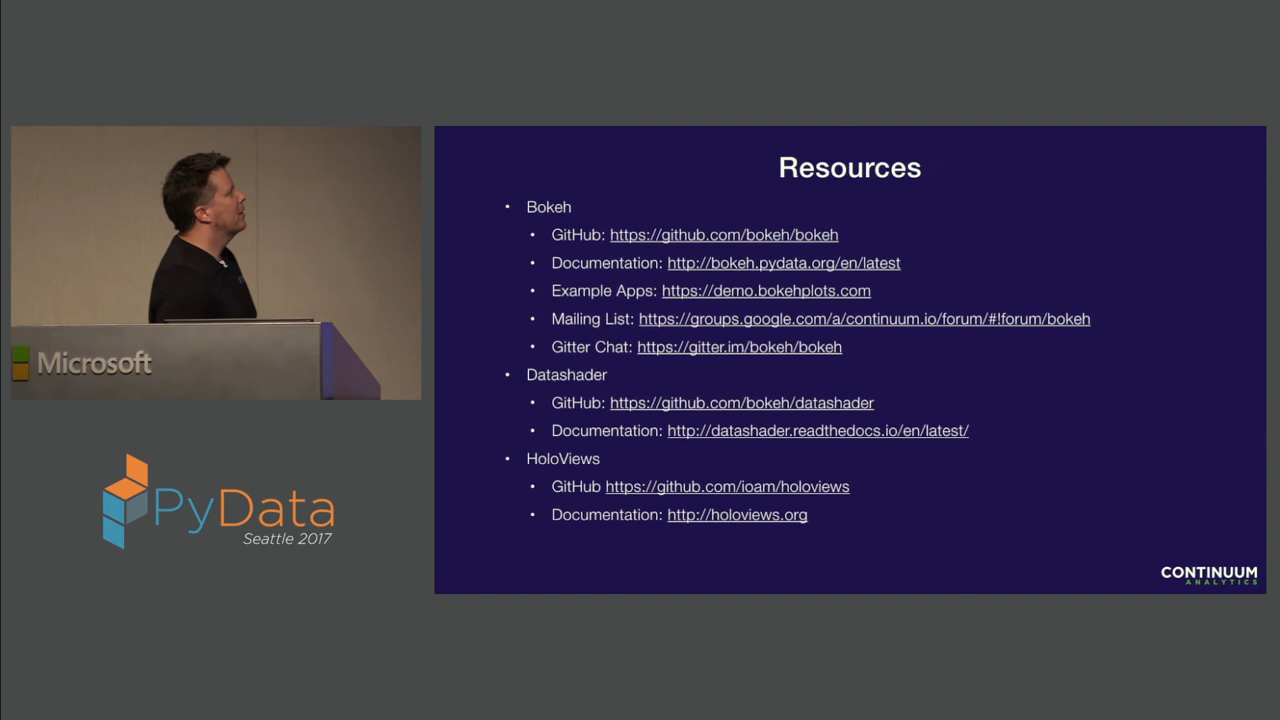 Resources
• Bokeh
• GitHub: https://github.com/bokeh/bokeh
• Documentation: http://bokeh.pydata.org/en/latest
• Example Apps: https://demo.bokehplots.com
• Mailing List: https://groups.google.com/a/continuum.io/forum/#!forum/bokeh
• Gitter Chat: https://gitter.im/bokeh/bokeh
• Datashader
• GitHub: https://github.com/bokeh/datashader
• Documentation: http://datashader.readthedocs.io/en/latest/
• HoloViews
• GitHub https://github.com/ioam/holoviews
• Documentation: http://holoviews.org
CONTINUUM
ANALYTICS
Microsoft
PyData
Seattle 2017